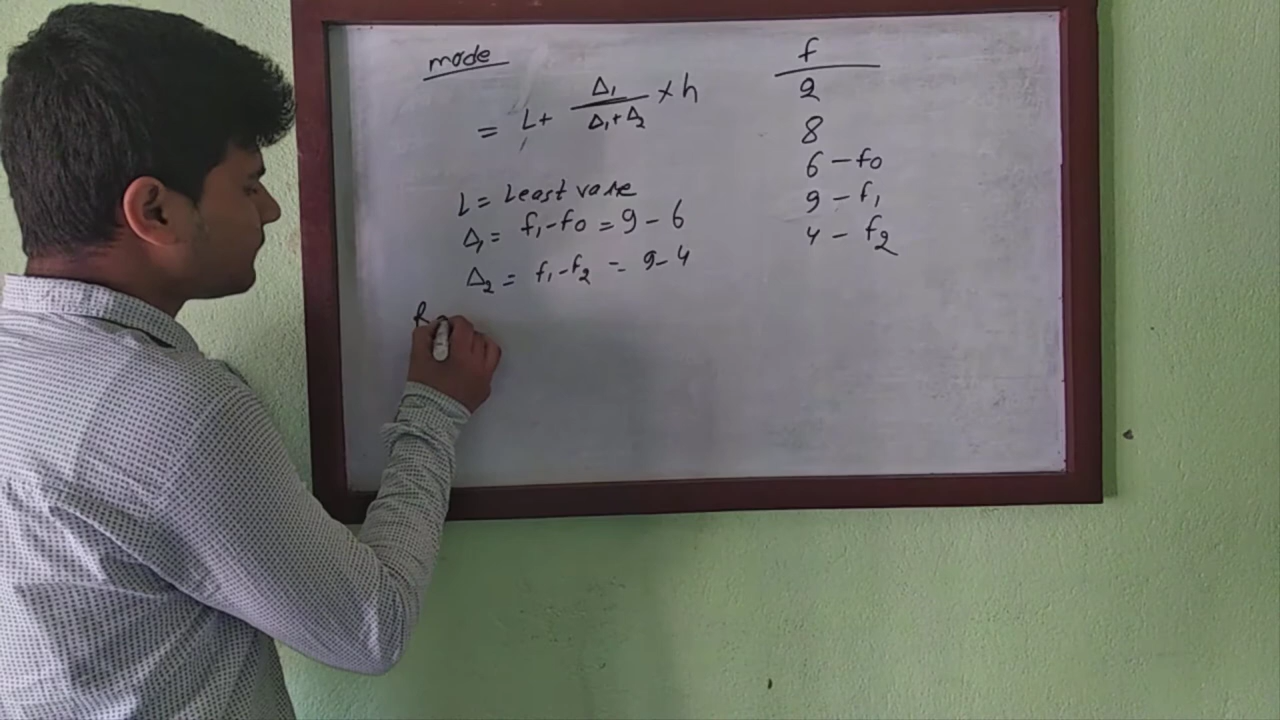 mode
= L + Δ₁ / Δ₁+Δ₂ × h
L = Least vare
Δ₁ = f₁-f0 = 9 - 6
Δ₂ = f₁-f₂ = 9-4
f
2
8
6 - f0
9 - f₁
4 - f₂